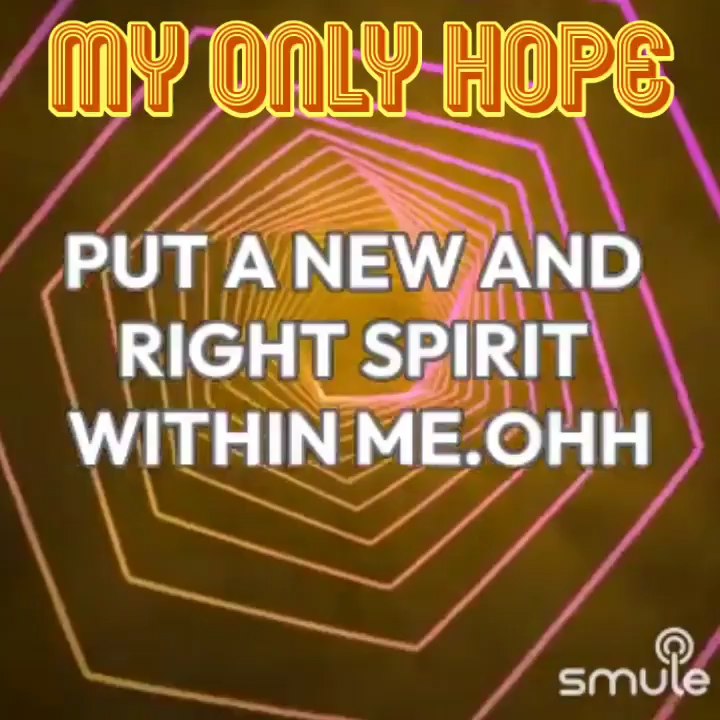 MY ONLY HOPE
PUT A NEW AND
RIGHT SPIRIT
WITHIN ME.OHH
smule